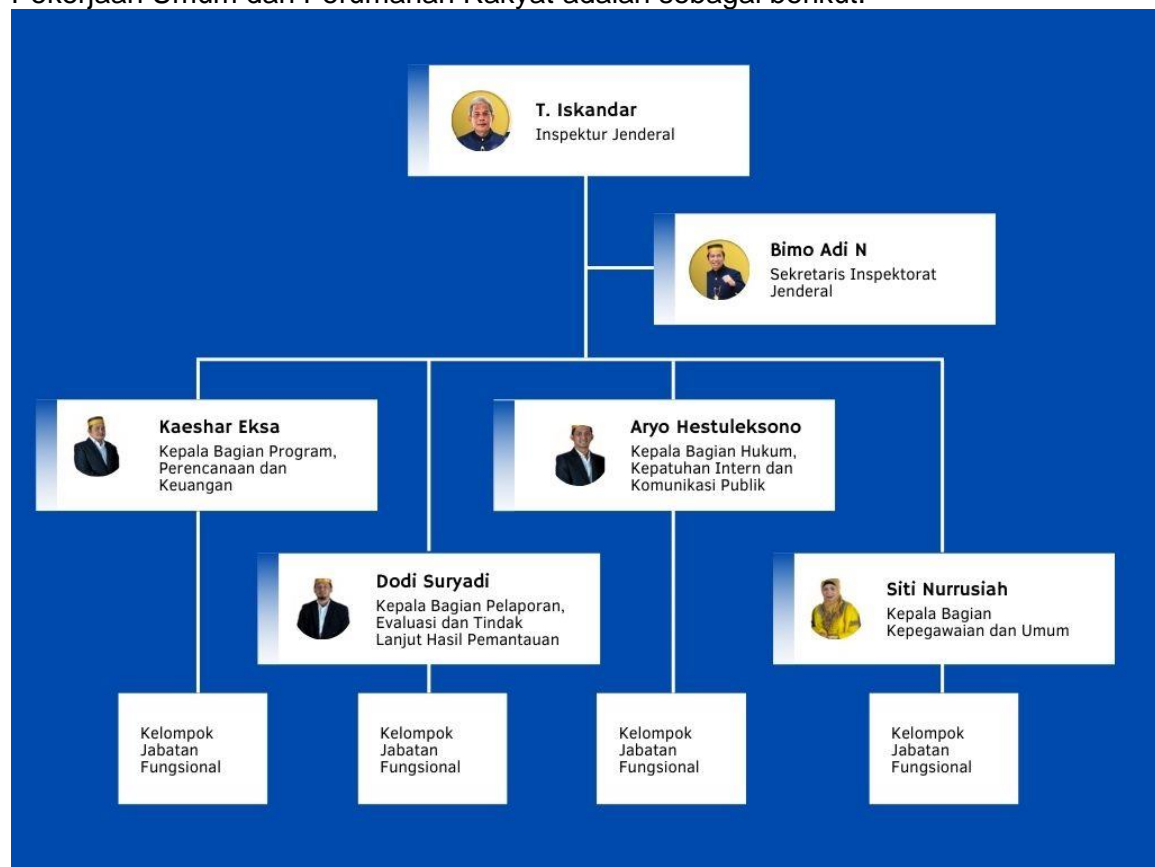 Pekerjaan Umum dan Perumahan Rakyat adalah sebagai berikut:
T. Iskandar
Inspektur Jenderal
Bimo Adi N
Sekretaris Inspektorat
Jenderal
Kaeshar Eksa
Kepala Bagian Program,
Perencanaan dan
Keuangan
Aryo Hestuleksono
Kepala Bagian Hukum,
Kepatuhan Intern dan
Komunikasi Publik
Dodi Suryadi
Kepala Bagian Pelaporan,
Evaluasi dan Tindak
Lanjut Hasil Pemantauan
Siti Nurrusiah
Kepala Bagian
Kepegawaian dan Umum
Kelompok
Jabatan
Fungsional
Kelompok
Jabatan
Fungsional
Kelompok
Jabatan
Fungsional
Kelompok
Jabatan
Fungsional